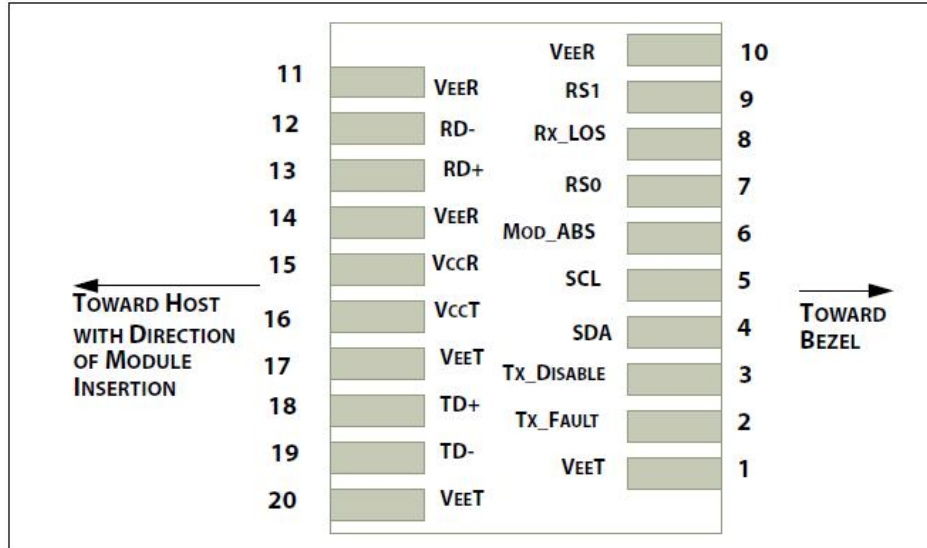 11
VEER
12
RD-
13
RD+
14
VEER
15
VCCR
16
VCCT
17
VEET
18
TD+
19
TD-
20
VEET
VEER
10
RS1
9
RX_LOS
8
RS0
7
MOD_ABS
6
SCL
5
SDA
4
TX_DISABLE
3
TX_FAULT
2
VEET
1
TOWARD HOST
WITH DIRECTION
OF MODULE
INSERTION
TOWARD
BEZEL